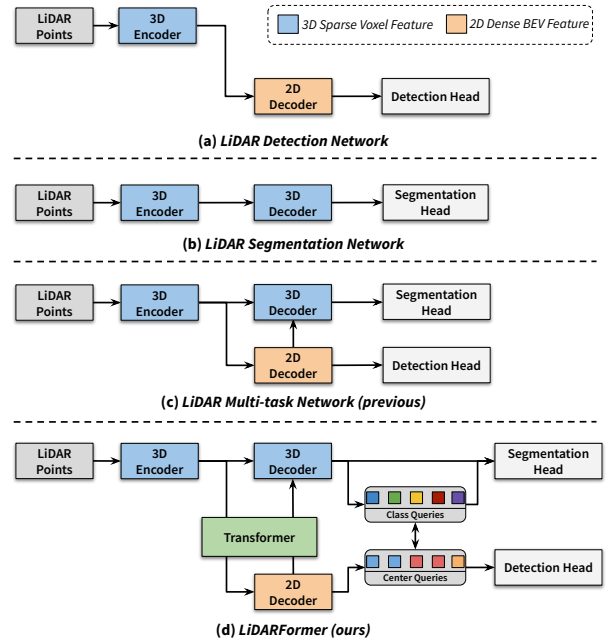 LiDAR
Points
3D
Encoder
3D Sparse Voxel Feature
2D Dense BEV Feature
2D
Decoder
Detection Head
(a) LiDAR Detection Network
LiDAR
Points
3D
Encoder
3D
Decoder
Segmentation
Head
(b) LiDAR Segmentation Network
LiDAR
Points
3D
Encoder
3D
Decoder
Segmentation
Head
2D
Decoder
Detection Head
(c) LiDAR Multi-task Network (previous)
LiDAR
Points
3D
Encoder
3D
Decoder
Segmentation
Head
Class Queries
Transformer
2D
Decoder
Center Queries
Detection Head
(d) LiDARFormer (ours)